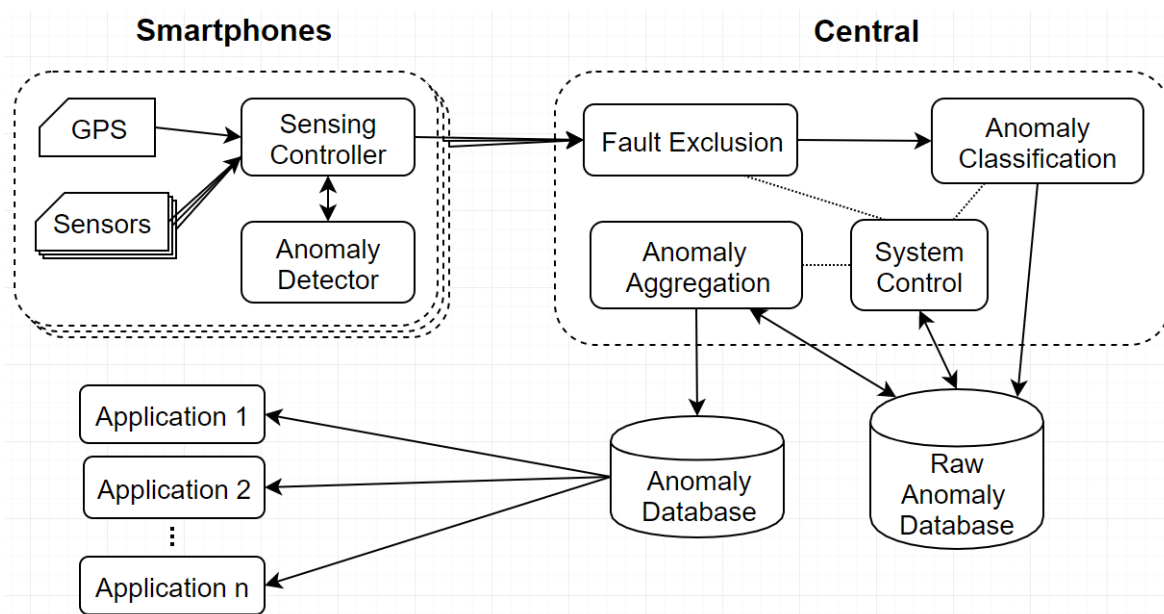 Smartphones
GPS
Sensing
Controller
Sensors
Anomaly
Detector
Central
Fault Exclusion
Anomaly
Classification
Anomaly
Aggregation
System
Control
Application 1
Application 2
Application n
Anomaly
Database
Raw
Anomaly
Database